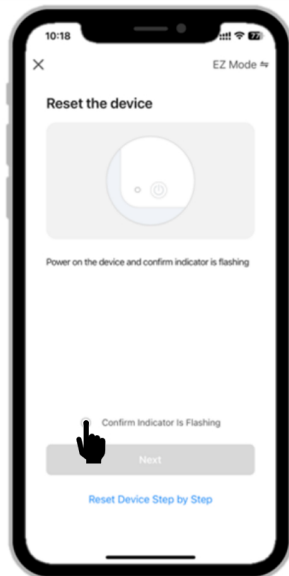 10:18
77
EZ Mode
Reset the device
Power on the device and confirm indicator is flashing
Confirm Indicator Is Flashing
Next
Reset Device Step by Step